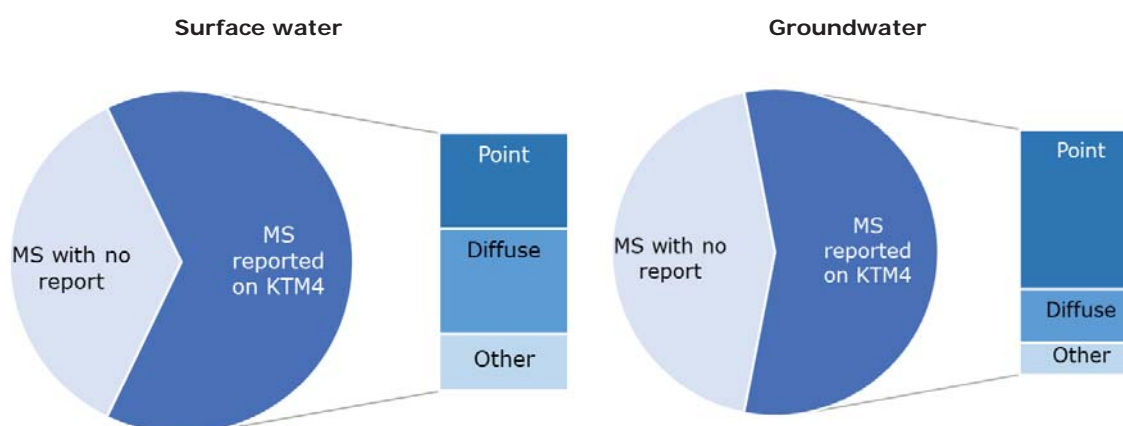 Surface water
MS with no
report
MS
reported
on KTM4
Point
Diffuse
Other
Groundwater
MS with no
report
MS
reported
on KTM4
Point
Diffuse
Other